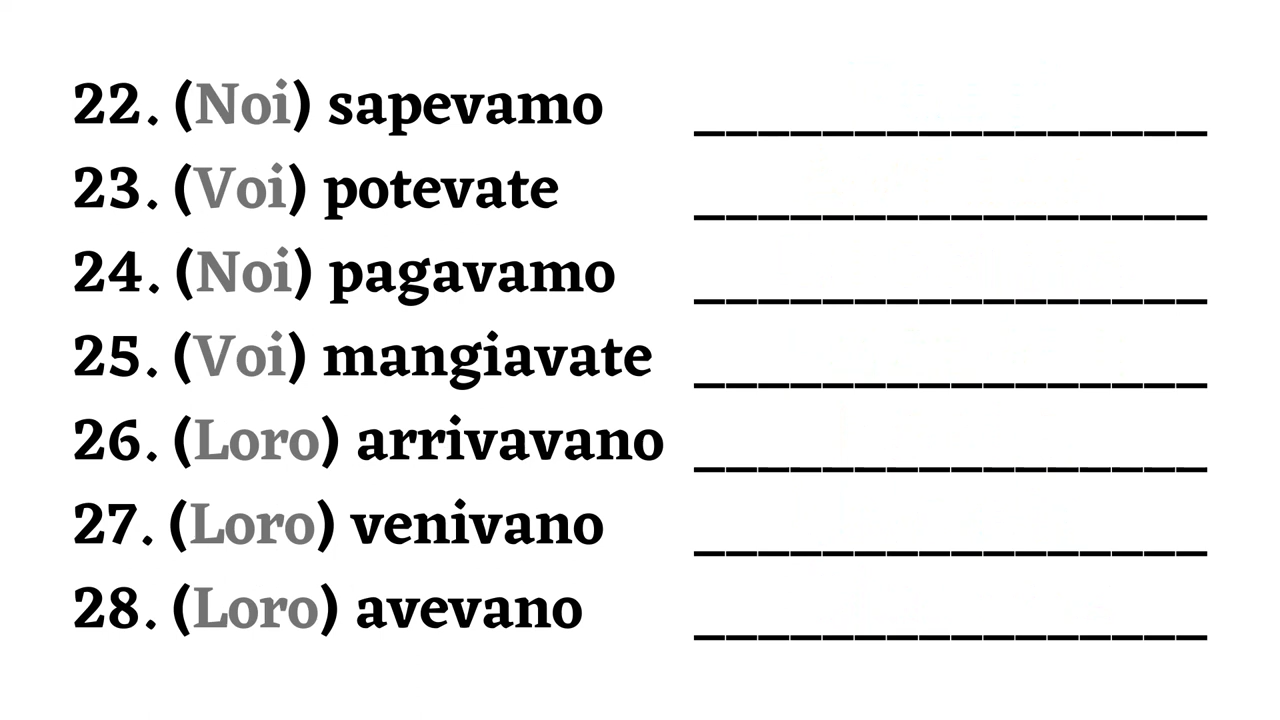 22. (Noi) sapevamo ________________
23. (Voi) potevate ________________
24. (Noi) pagavamo ________________
25. (Voi) mangiavate ________________
26. (Loro) arrivavano ________________
27. (Loro) venivano ________________
28. (Loro) avevano ________________